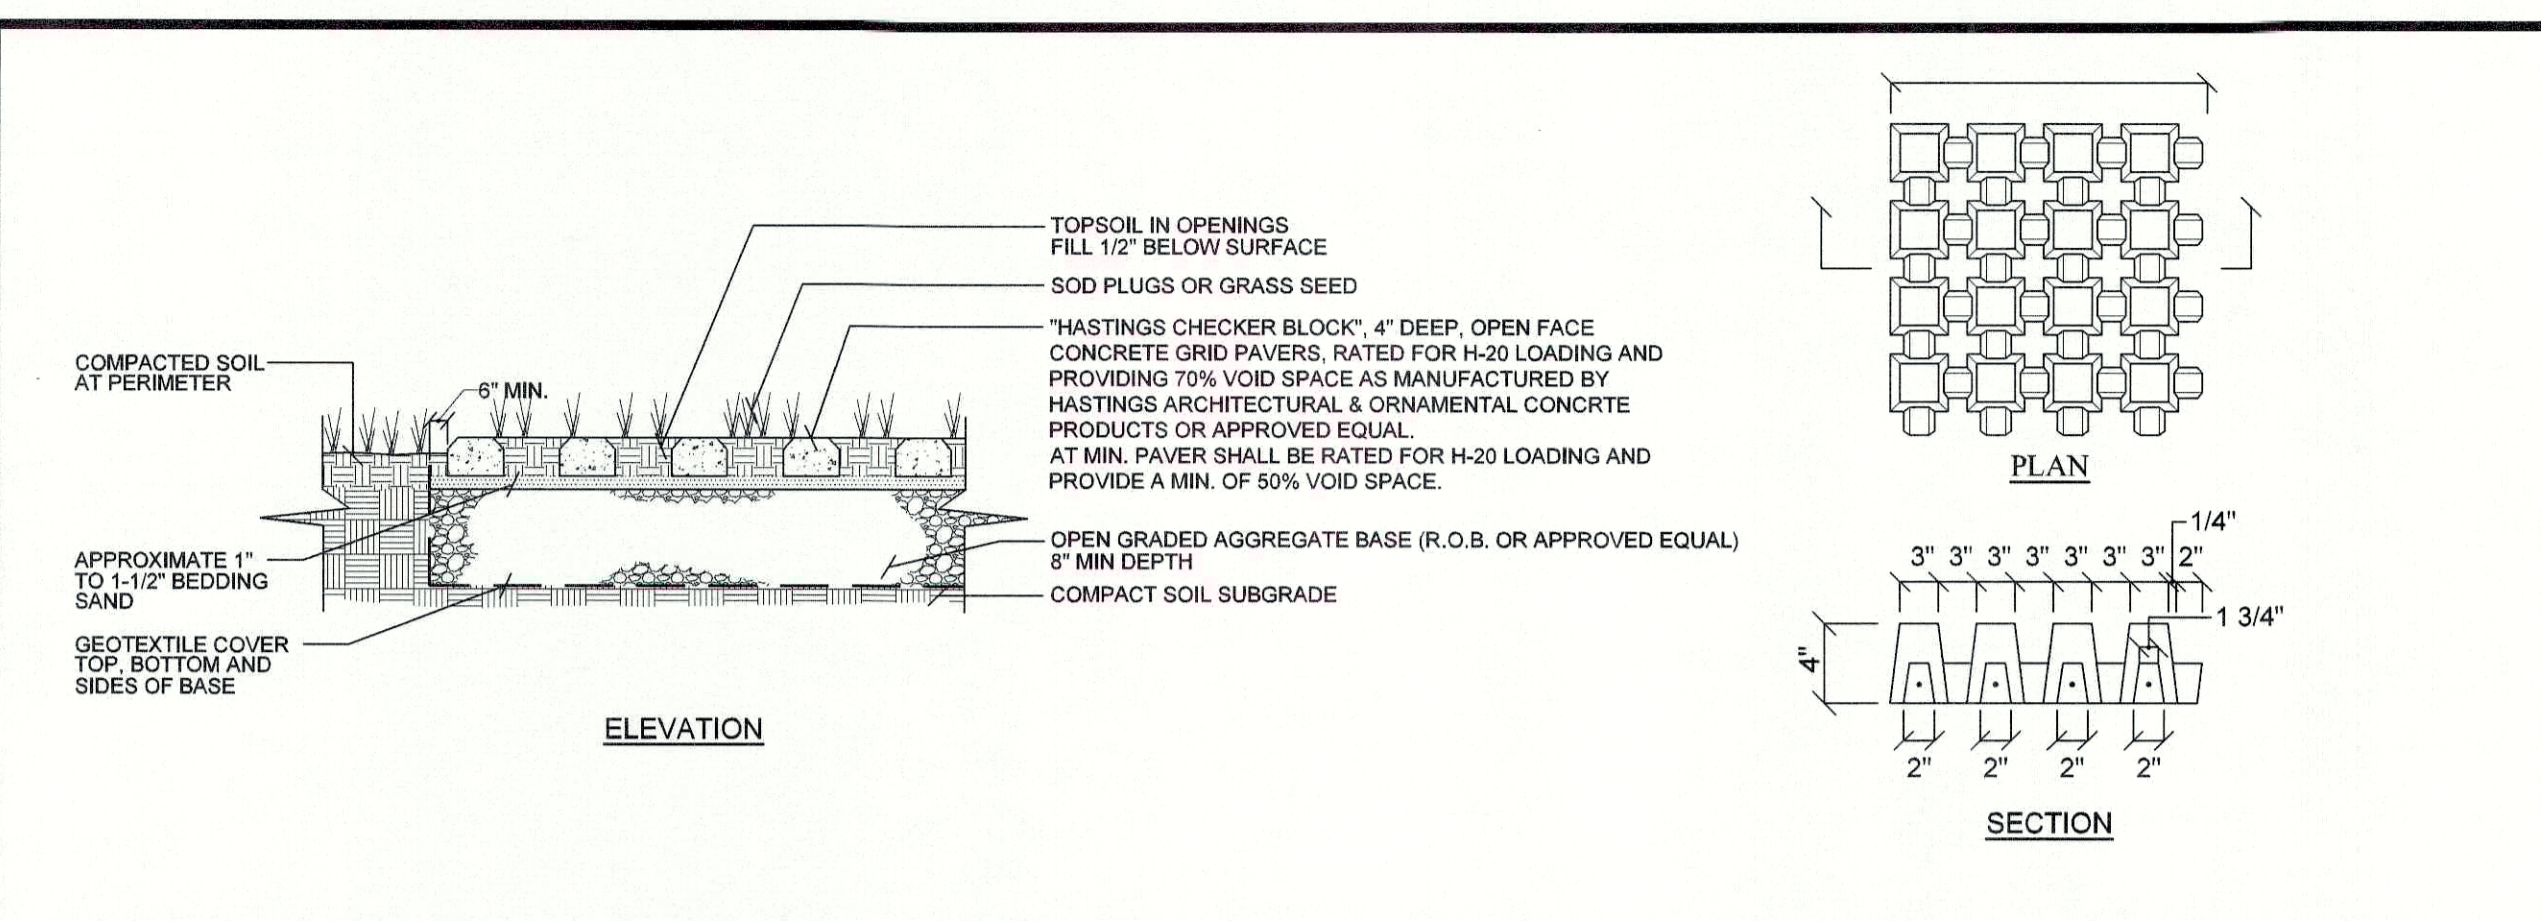 TOPSOIL IN OPENINGS
FILL 1/2" BELOW SURFACE
SOD PLUGS OR GRASS SEED
"HASTINGS CHECKER BLOCK", 4" DEEP, OPEN FACE
CONCRETE GRID PAVERS, RATED FOR H-20 LOADING AND
PROVIDING 70% VOID SPACE AS MANUFACTURED BY
HASTINGS ARCHITECTURAL & ORNAMENTAL CONCRTE
PRODUCTS OR APPROVED EQUAL.
AT MIN. PAVER SHALL BE RATED FOR H-20 LOADING AND
PROVIDE A MIN. OF 50% VOID SPACE.
COMPACTED SOIL
AT PERIMETER
6" MIN.
OPEN GRADED AGGREGATE BASE (R.O.B. OR APPROVED EQUAL)
8" MIN DEPTH
COMPACT SOIL SUBGRADE
APPROXIMATE 1"
TO 1-1/2" BEDDING
SAND
GEOTEXTILE COVER
TOP, BOTTOM AND
SIDES OF BASE
ELEVATION
PLAN
1/4"
3" 3" 3" 3" 3" 3" 3" 2"
1 3/4"
4"
2" 2" 2" 2"
SECTION